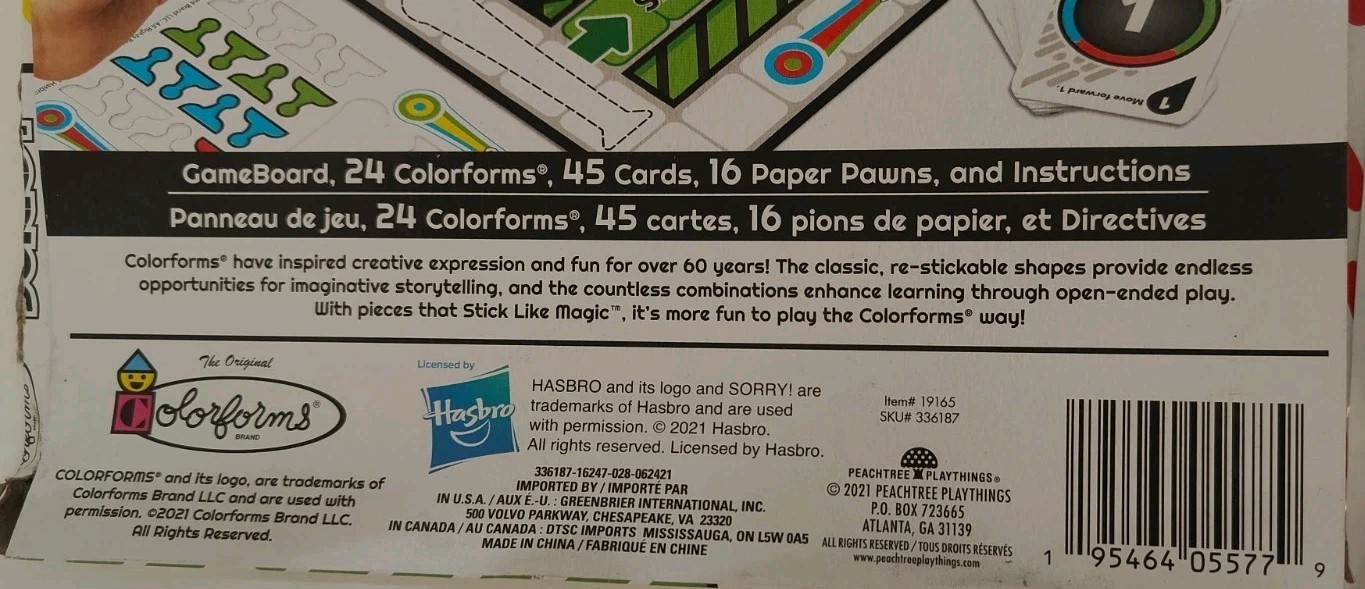 1
Move forward 1.
1
GameBoard, 24 Colorforms®, 45 Cards, 16 Paper Pawns, and Instructions
Panneau de jeu, 24 Colorforms®, 45 cartes, 16 pions de papier, et Directives
Colorforms® have inspired creative expression and fun for over 60 years! The classic, re-stickable shapes provide endless
opportunities for imaginative storytelling, and the countless combinations enhance learning through open-ended play.
With pieces that Stick Like Magic™, it's more fun to play the Colorforms® way!
The Original
Colorforms®
BRAND
COLORFORMS® and its logo, are trademarks of
Colorforms Brand LLC and are used with
permission. ©2021 Colorforms Brand LLC.
All Rights Reserved.
Licensed by
Hasbro
HASBRO and its logo and SORRY! are
trademarks of Hasbro and are used
with permission. © 2021 Hasbro.
All rights reserved. Licensed by Hasbro.
336187-16247-028-062421
IMPORTED BY / IMPORTÉ PAR
IN U.S.A. / AUX É.-U. : GREENBRIER INTERNATIONAL, INC.
500 VOLVO PARKWAY, CHESAPEAKE, VA 23320
IN CANADA / AU CANADA : DTSC IMPORTS MISSISSAUGA, ON L5W 0A5
MADE IN CHINA / FABRIQUÉ EN CHINE
Item# 19165
SKU# 336187
PEACHTREE PLAYTHINGS®
© 2021 PEACHTREE PLAYTHINGS
P.O. BOX 723665
ATLANTA, GA 31139
ALL RIGHTS RESERVED / TOUS DROITS RÉSERVÉS
www.peachtreeplaythings.com
1 95464 05577 9